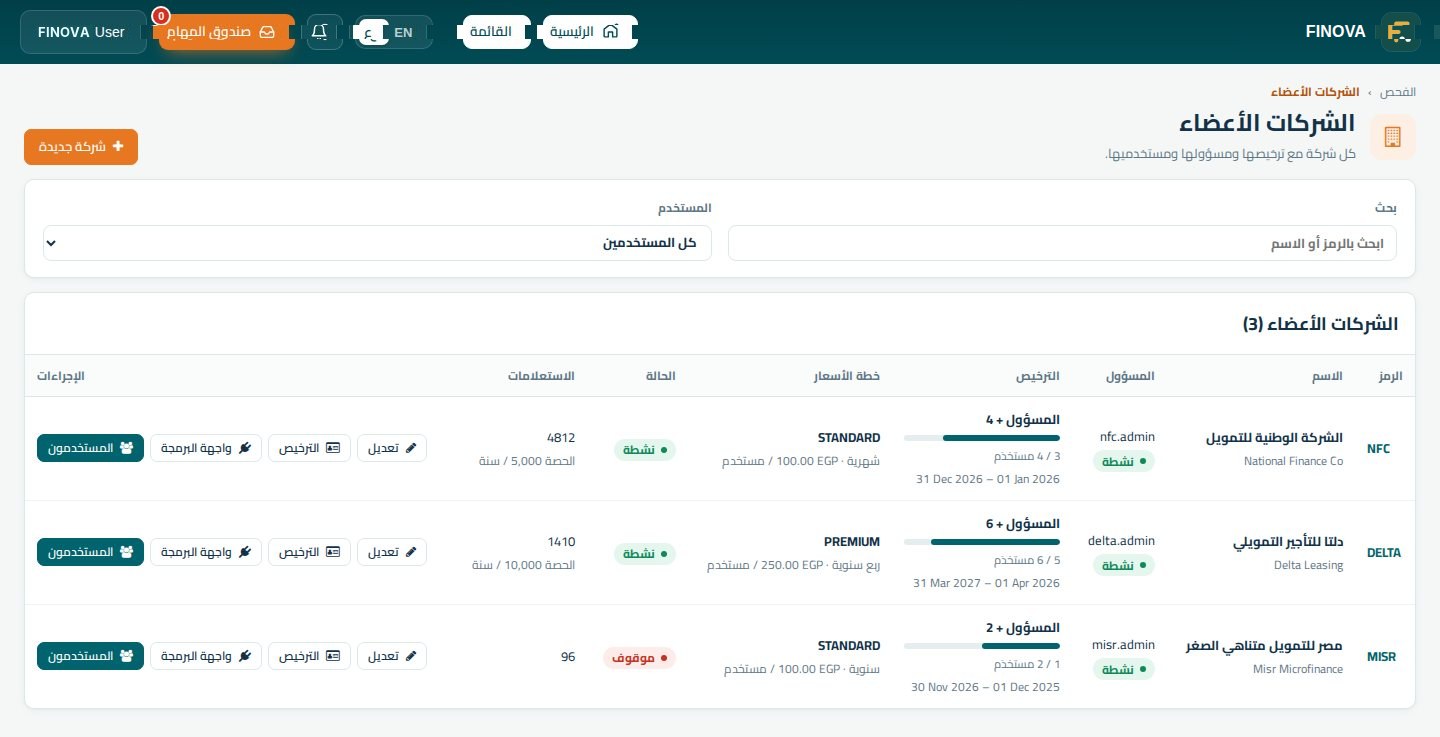 FINOVA
الرئيسية
القائمة
EN
ع
صندوق المهام
0
FINOVA User
الفحص › الشركات الأعضاء
الشركات الأعضاء
كل شركة مع ترخيصها ومسؤولها ومستخدميها.
شركة جديدة
بحث
ابحث بالرمز أو الاسم
المستخدم
كل المستخدمين
الشركات الأعضاء (3)
الرمز الاسم المسؤول الترخيص خطة الأسعار الحالة الاستعلامات الإجراءات
NFC
الشركة الوطنية للتمويل
National Finance Co
nfc.admin
نشطة
المسؤول + 4
3 / 4 مستخدم
01 Jan 2026 – 31 Dec 2026
STANDARD
شهرية · 100.00 EGP / مستخدم
نشطة
4812
الحصة 5,000 / سنة
تعديل
الترخيص
واجهة البرمجة
المستخدمون
DELTA
دلتا للتأجير التمويلي
Delta Leasing
delta.admin
نشطة
المسؤول + 6
5 / 6 مستخدم
01 Apr 2026 – 31 Mar 2027
PREMIUM
ربع سنوية · 250.00 EGP / مستخدم
نشطة
1410
الحصة 10,000 / سنة
تعديل
الترخيص
واجهة البرمجة
المستخدمون
MISR
مصر للتمويل متناهي الصغر
Misr Microfinance
misr.admin
نشطة
المسؤول + 2
1 / 2 مستخدم
01 Dec 2025 – 30 Nov 2026
STANDARD
سنوية · 100.00 EGP / مستخدم
موقوف
96
تعديل
الترخيص
واجهة البرمجة
المستخدمون